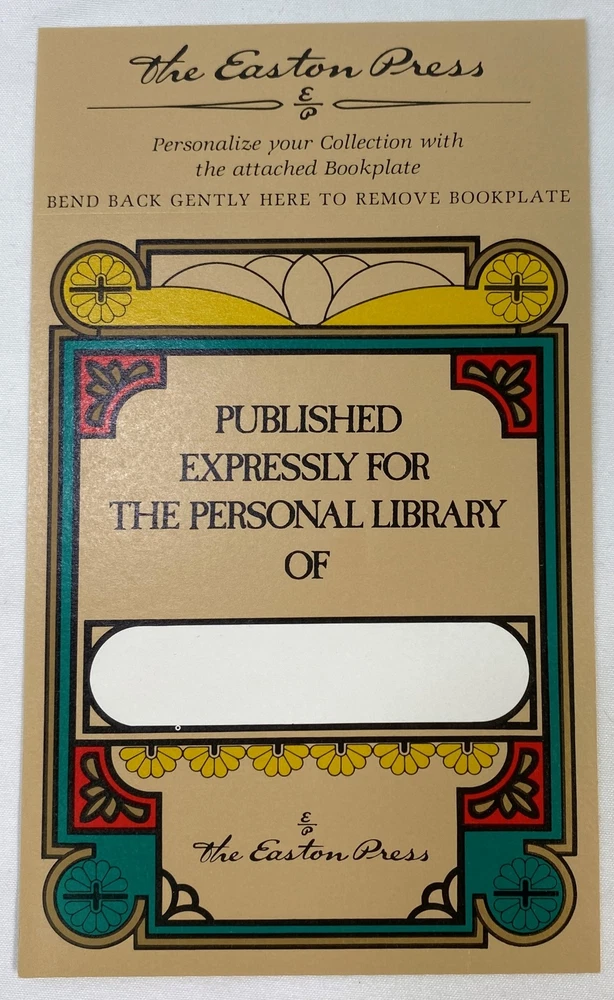 The Easton Press
E
P
Personalize your Collection with
the attached Bookplate
BEND BACK GENTLY HERE TO REMOVE BOOKPLATE
PUBLISHED
EXPRESSLY FOR
THE PERSONAL LIBRARY
OF
E
P
The Easton Press